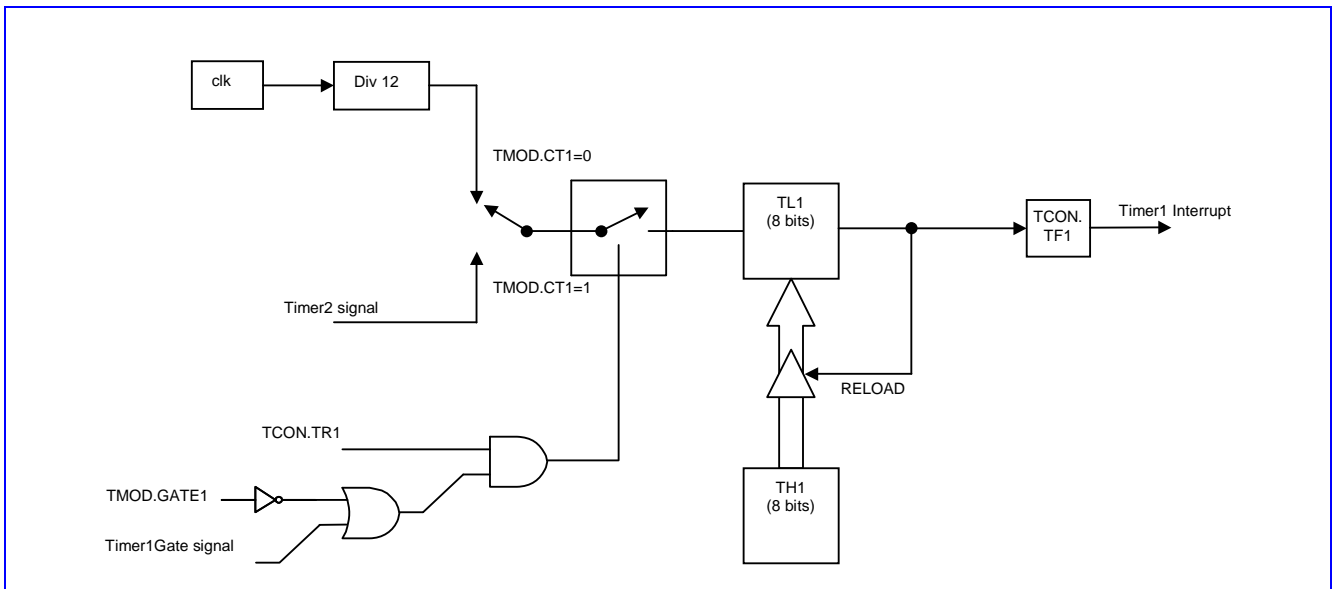 clk
Div 12
TMOD.CT1=0
TL1
(8 bits)
TCON.
TF1
Timer1 Interrupt
TMOD.CT1=1
Timer2 signal
RELOAD
TCON.TR1
TH1
(8 bits)
TMOD.GATE1
Timer1Gate signal